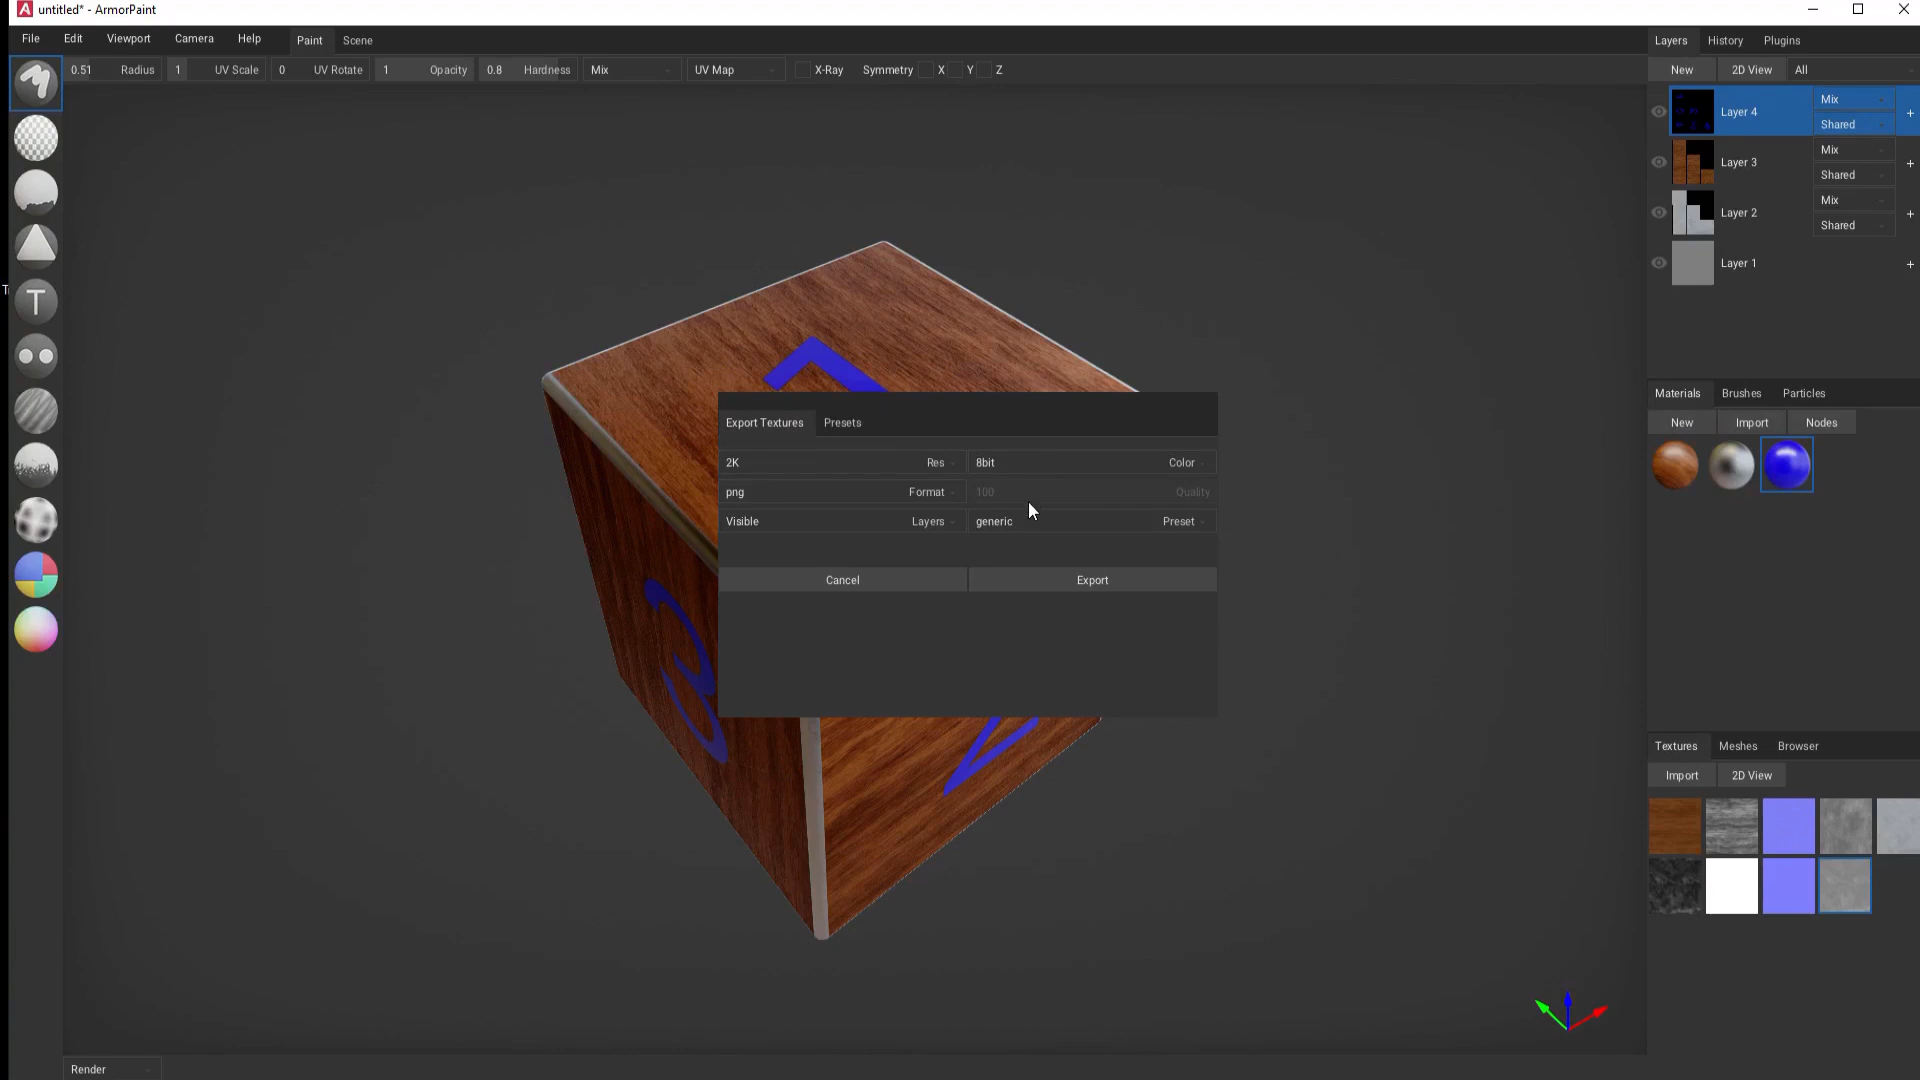 untitled* - ArmorPaint
File Edit Viewport Camera Help Paint Scene
0.51 Radius 1 UV Scale 0 UV Rotate 1 Opacity 0.8 Hardness Mix UV Map X-Ray Symmetry X Y Z
Layers History Plugins
New 2D View All
Layer 4 Mix
Shared
Layer 3 Mix
Shared
Layer 2 Mix
Shared
Layer 1
T
Export Textures Presets
2K Res 8bit Color
png Format 100 Quality
Visible Layers generic Preset
Cancel Export
3
Materials Brushes Particles
New Import Nodes
Textures Meshes Browser
Import 2D View
Render